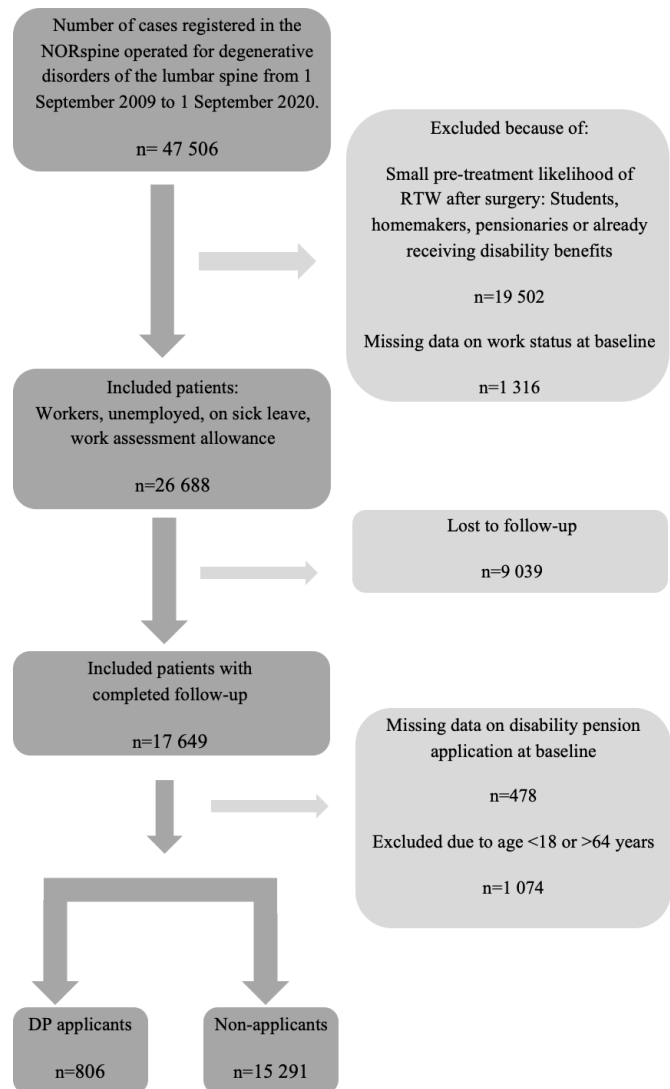 Number of cases registered in the
NORspine operated for degenerative
disorders of the lumbar spine from 1
September 2009 to 1 September 2020.
n= 47 506
Excluded because of:
Small pre-treatment likelihood of
RTW after surgery: Students,
homemakers, pensionaries or already
receiving disability benefits
n=19 502
Missing data on work status at baseline
n=1 316
Included patients:
Workers, unemployed, on sick leave,
work assessment allowance
n=26 688
Lost to follow-up
n=9 039
Included patients with
completed follow-up
n=17 649
Missing data on disability pension
application at baseline
n=478
Excluded due to age <18 or >64 years
n=1 074
DP applicants
n=806
Non-applicants
n=15 291